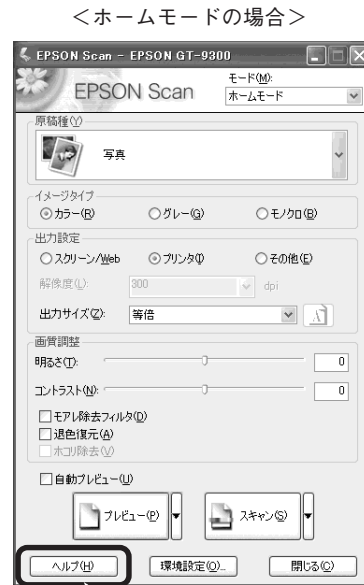 ＜ホームモードの場合＞
EPSON Scan - EPSON GT-9300
EPSON Scan
モード(M):
ホームモード
原稿種(Y)
写真
イメージタイプ
カラー(R) グレー(G) モノクロ(B)
出力設定
スクリーン/Web プリンタ(I) その他(E)
解像度(L): 300 dpi
出力サイズ(Z): 等倍
画質調整
明るさ(T): 0
コントラスト(N): 0
モアレ除去フィルタ(D)
退色復元(A)
ホコリ除去(V)
自動プレビュー(U)
プレビュー(P) スキャン(S)
ヘルプ(H) 環境設定(O)... 閉じる(C)